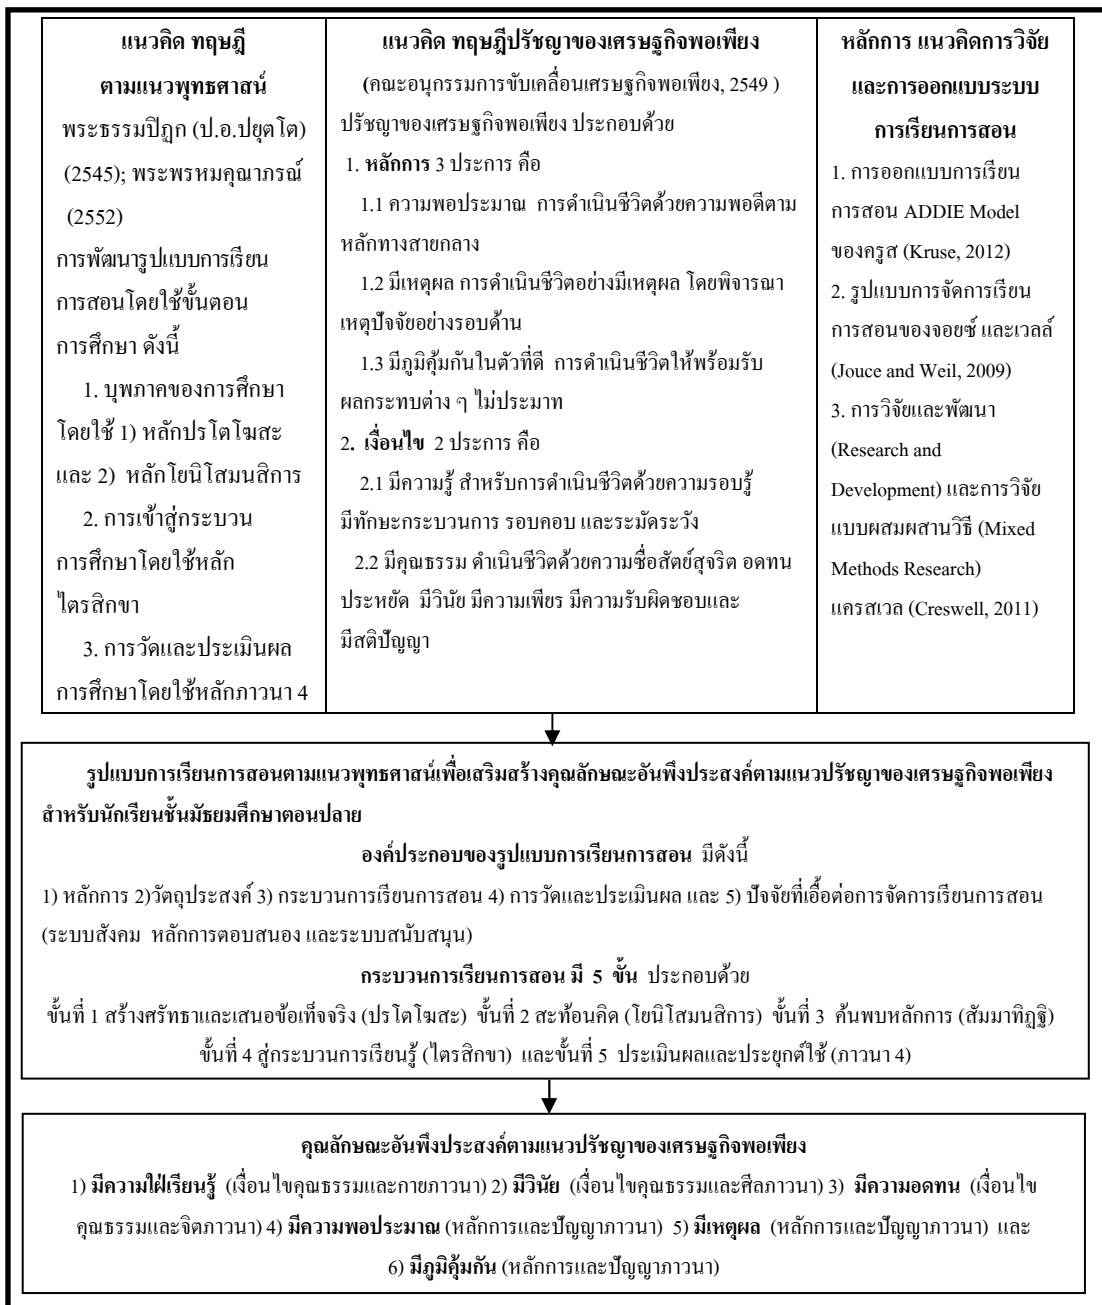 แนวคิด ทฤษฎี
ตามแนวพุทธศาสน์
พระธรรมปิฎก (ป.อ.ปยุตโต)
(2545); พระพรหมคุณาภรณ์
(2552)
การพัฒนารูปแบบการเรียน
การสอนโดยใช้ขั้นตอน
การศึกษา ดังนี้
1. บุพภาคของการศึกษา
โดยใช้ 1) หลักปรโตโฆสะ
และ 2) หลักโยนิโสมนสิการ
2. การเข้าสู่กระบวน
การศึกษาโดยใช้หลัก
ไตรสิกขา
3. การวัดและประเมินผล
การศึกษาโดยใช้หลักภาวนา 4
แนวคิด ทฤษฎีปรัชญาของเศรษฐกิจพอเพียง
(คณะอนุกรรมการขับเคลื่อนเศรษฐกิจพอเพียง, 2549 )
ปรัชญาของเศรษฐกิจพอเพียง ประกอบด้วย
1. หลักการ 3 ประการ คือ
1.1 ความพอประมาณ การดำเนินชีวิตด้วยความพอดีตาม
หลักทางสายกลาง
1.2 มีเหตุผล การดำเนินชีวิตอย่างมีเหตุผล โดยพิจารณา
เหตุปัจจัยอย่างรอบด้าน
1.3 มีภูมิคุ้มกันในตัวที่ดี การดำเนินชีวิตให้พร้อมรับ
ผลกระทบต่าง ๆ ไม่ประมาท
2. เงื่อนไข 2 ประการ คือ
2.1 มีความรู้ สำหรับการดำเนินชีวิตด้วยความรอบรู้
มีทักษะกระบวนการ รอบคอบ และระมัดระวัง
2.2 มีคุณธรรม ดำเนินชีวิตด้วยความซื่อสัตย์สุจริต อดทน
ประหยัด มีวินัย มีความเพียร มีความรับผิดชอบและ
มีสติปัญญา
หลักการ แนวคิดการวิจัย
และการออกแบบระบบ
การเรียนการสอน
1. การออกแบบการเรียน
การสอน ADDIE Model
ของครูส (Kruse, 2012)
2. รูปแบบการจัดการเรียน
การสอนของจอยซ์ และเวลล์
(Jouce and Weil, 2009)
3. การวิจัยและพัฒนา
(Research and
Development) และการวิจัย
แบบผสมผสานวิธี (Mixed
Methods Research)
แครสเวล (Creswell, 2011)
รูปแบบการเรียนการสอนตามแนวพุทธศาสน์เพื่อเสริมสร้างคุณลักษณะอันพึงประสงค์ตามแนวปรัชญาของเศรษฐกิจพอเพียง
สำหรับนักเรียนชั้นมัธยมศึกษาตอนปลาย
องค์ประกอบของรูปแบบการเรียนการสอน มีดังนี้
1) หลักการ 2)วัตถุประสงค์ 3) กระบวนการเรียนการสอน 4) การวัดและประเมินผล และ 5) ปัจจัยที่เอื้อต่อการจัดการเรียนการสอน
(ระบบสังคม หลักการตอบสนอง และระบบสนับสนุน)
กระบวนการเรียนการสอน มี 5 ขั้น ประกอบด้วย
ขั้นที่ 1 สร้างศรัทธาและเสนอข้อเท็จจริง (ปรโตโฆสะ) ขั้นที่ 2 สะท้อนคิด (โยนิโสมนสิการ) ขั้นที่ 3 ค้นพบหลักการ (สัมมาทิฏฐิ)
ขั้นที่ 4 สู่กระบวนการเรียนรู้ (ไตรสิกขา) และขั้นที่ 5 ประเมินผลและประยุกต์ใช้ (ภาวนา 4)
คุณลักษณะอันพึงประสงค์ตามแนวปรัชญาของเศรษฐกิจพอเพียง
1) มีความใฝ่เรียนรู้ (เงื่อนไขคุณธรรมและกายภาวนา) 2) มีวินัย (เงื่อนไขคุณธรรมและศีลภาวนา) 3) มีความอดทน (เงื่อนไข
คุณธรรมและจิตภาวนา) 4) มีความพอประมาณ (หลักการและปัญญาภาวนา) 5) มีเหตุผล (หลักการและปัญญาภาวนา) และ
6) มีภูมิคุ้มกัน (หลักการและปัญญาภาวนา)